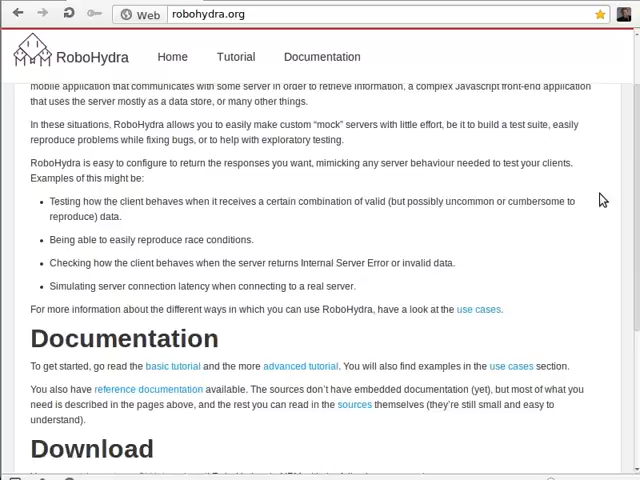 Web robohydra.org
RoboHydra Home Tutorial Documentation
mobile application that communicates with some server in order to retrieve information, a complex Javascript front-end application
that uses the server mostly as a data store, or many other things.
In these situations, RoboHydra allows you to easily make custom “mock” servers with little effort, be it to build a test suite, easily
reproduce problems while fixing bugs, or to help with exploratory testing.
RoboHydra is easy to configure to return the responses we want, mimicking any server behaviour needed to test your clients.
Examples of this might be:
• Testing how the client behaves when it receives a certain combination of valid (but possibly uncommon or cumbersome to
reproduce) data.
• Being able to easily reproduce race conditions.
• Checking how the client behaves when the server returns Internal Server Error or invalid data.
• Simulating server connection latency when connecting to a real server.
For more information about the different ways in which you can use RoboHydra, have a look at the use cases.
Documentation
To get started, go read the basic tutorial and the more advanced tutorial. You will also find examples in the use cases section.
You also have reference documentation available. The sources don’t have embedded documentation (yet), but most of what you
need is described in the pages above, and the rest you can read in the sources themselves (they’re still small and easy to
understand).
Download